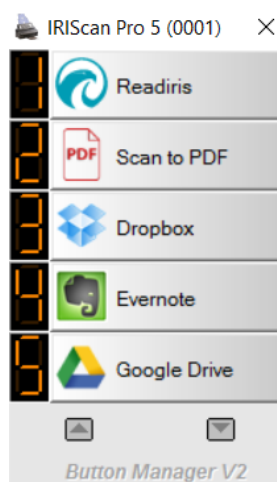 IRIScan Pro 5 (0001)
1 Readiris
2 PDF Scan to PDF
3 Dropbox
4 Evernote
5 Google Drive
Button Manager V2